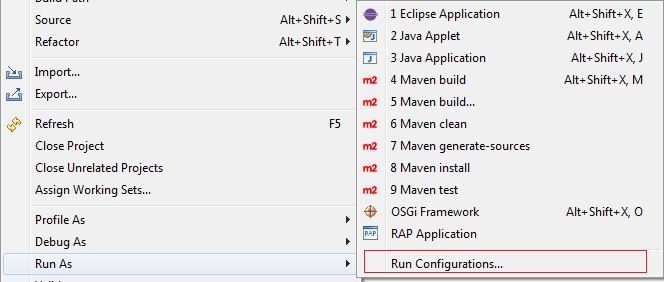 Source Alt+Shift+S
Refactor Alt+Shift+T
Import...
Export...
Refresh F5
Close Project
Close Unrelated Projects
Assign Working Sets...
Profile As
Debug As
Run As
1 Eclipse Application Alt+Shift+X, E
2 Java Applet Alt+Shift+X, A
3 Java Application Alt+Shift+X, J
m2 4 Maven build Alt+Shift+X, M
m2 5 Maven build...
m2 6 Maven clean
m2 7 Maven generate-sources
m2 8 Maven install
m2 9 Maven test
OSGi Framework Alt+Shift+X, O
RAP RAP Application
Run Configurations...